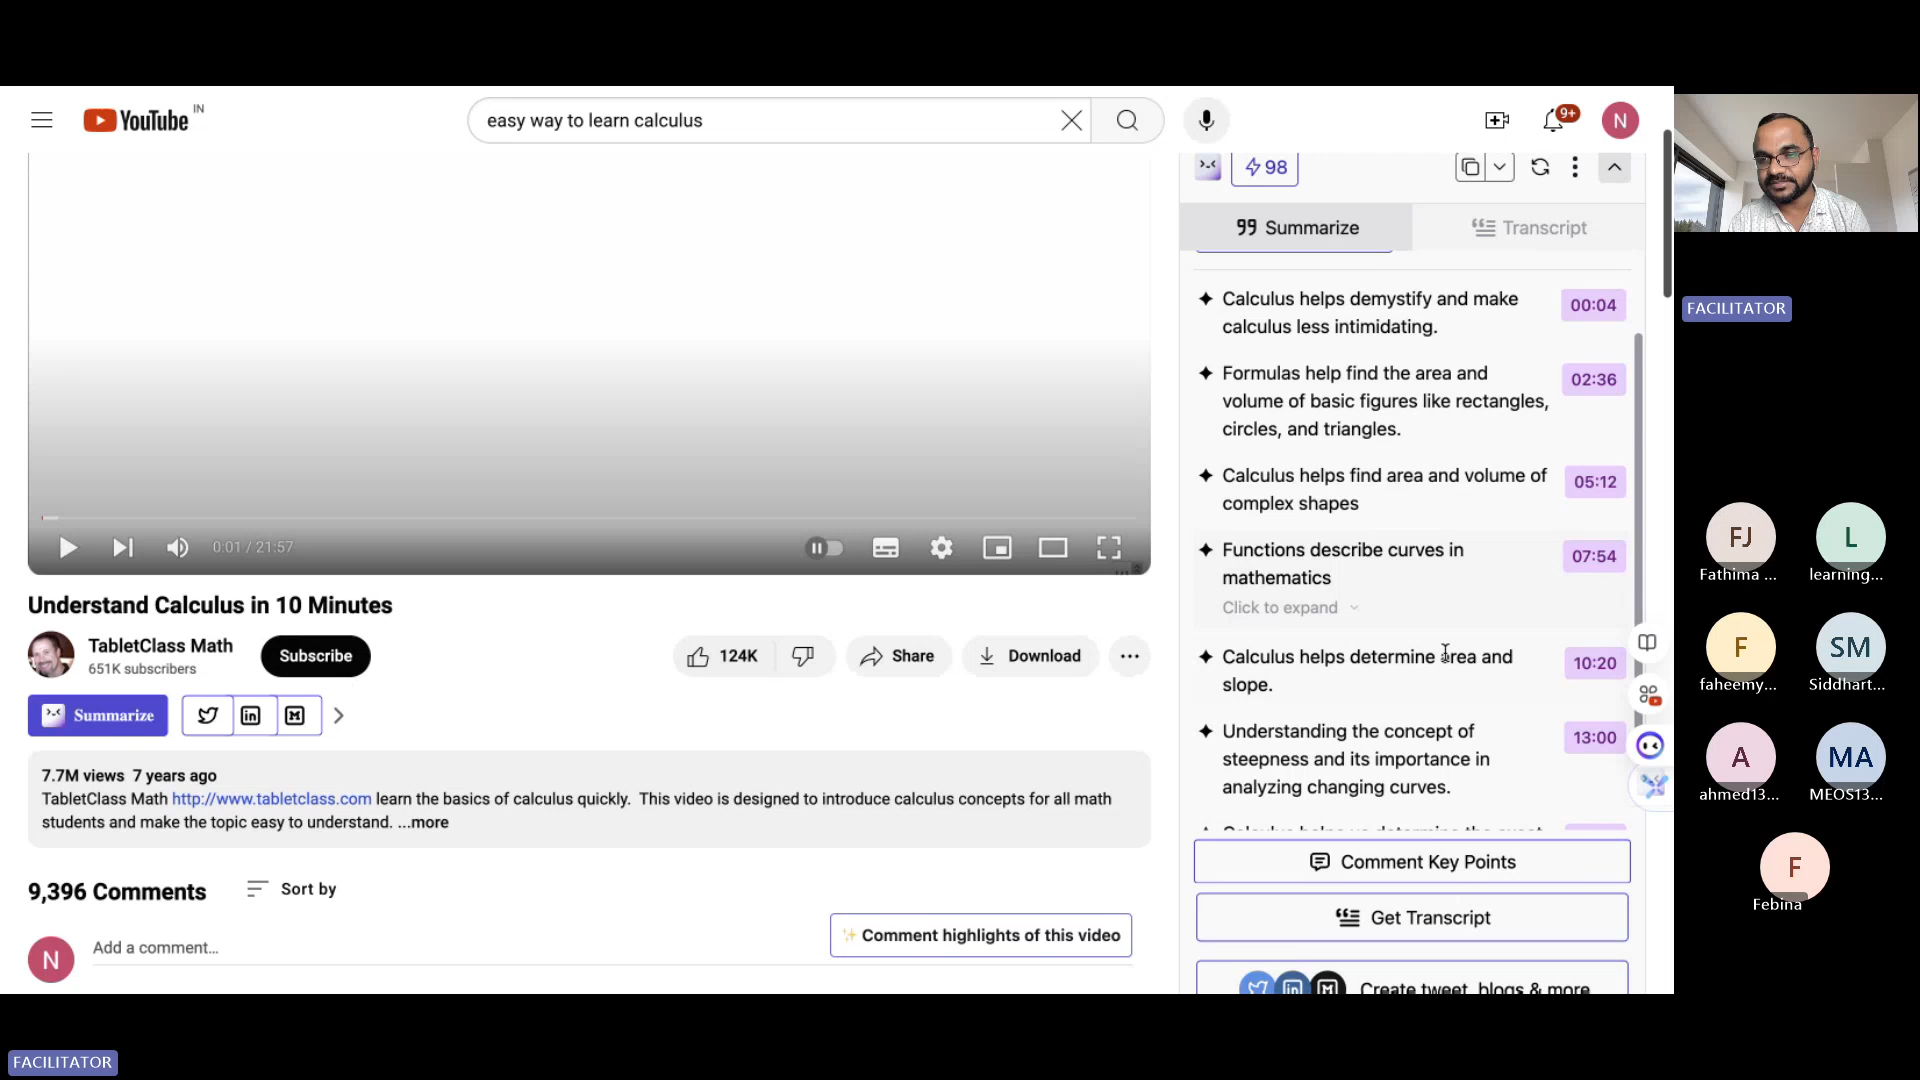 YouTube IN
easy way to learn calculus
9+
N
98
Summarize
Transcript
Calculus helps demystify and make
calculus less intimidating.
00:04
Formulas help find the area and
volume of basic figures like rectangles,
circles, and triangles.
02:36
Calculus helps find area and volume of
complex shapes
05:12
Functions describe curves in
mathematics
07:54
Click to expand
Calculus helps determine area and
slope.
10:20
Understanding the concept of
steepness and its importance in
analyzing changing curves.
13:00
Calculus helps us determine the exact
Comment Key Points
Get Transcript
Create tweet, blogs & more
0:01 / 21:57
Understand Calculus in 10 Minutes
TabletClass Math
651K subscribers
Subscribe
124K
Share
Download
Summarize
7.7M views 7 years ago
TabletClass Math http://www.tabletclass.com learn the basics of calculus quickly. This video is designed to introduce calculus concepts for all math
students and make the topic easy to understand. ...more
9,396 Comments
Sort by
Comment highlights of this video
N
Add a comment...
FACILITATOR
FJ
Fathima ...
L
learning...
F
faheemy...
SM
Siddhart...
A
ahmed13...
MA
MEOS13...
F
Febina
FACILITATOR